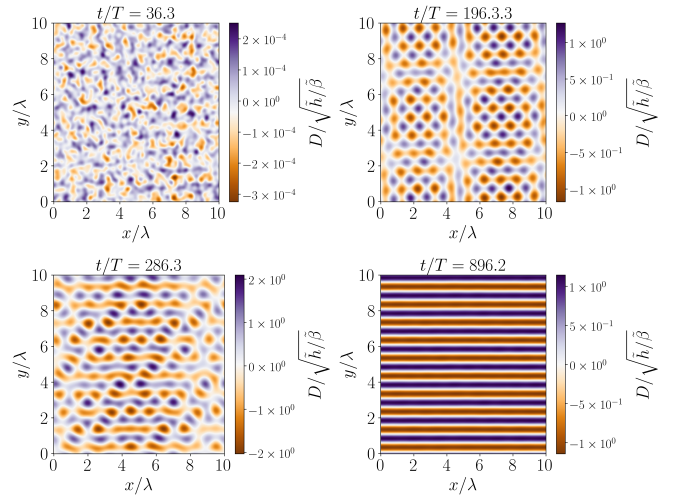 t/T = 36.3
10
8
6
4
2
0
0 2 4 6 8 10
y/λ
x/λ
2 × 10⁻⁴
1 × 10⁻⁴
0 × 10⁰
−1 × 10⁻⁴
−2 × 10⁻⁴
−3 × 10⁻⁴
D/√h̃/β̃
t/T = 196.3.3
10
8
6
4
2
0
0 2 4 6 8 10
y/λ
x/λ
1 × 10⁰
5 × 10⁻¹
0 × 10⁰
−5 × 10⁻¹
−1 × 10⁰
D/√h̃/β̃
t/T = 286.3
10
8
6
4
2
0
0 2 4 6 8 10
y/λ
x/λ
2 × 10⁰
1 × 10⁰
0 × 10⁰
−1 × 10⁰
−2 × 10⁰
D/√h̃/β̃
t/T = 896.2
10
8
6
4
2
0
0 2 4 6 8 10
y/λ
x/λ
1 × 10⁰
5 × 10⁻¹
0 × 10⁰
−5 × 10⁻¹
−1 × 10⁰
D/√h̃/β̃